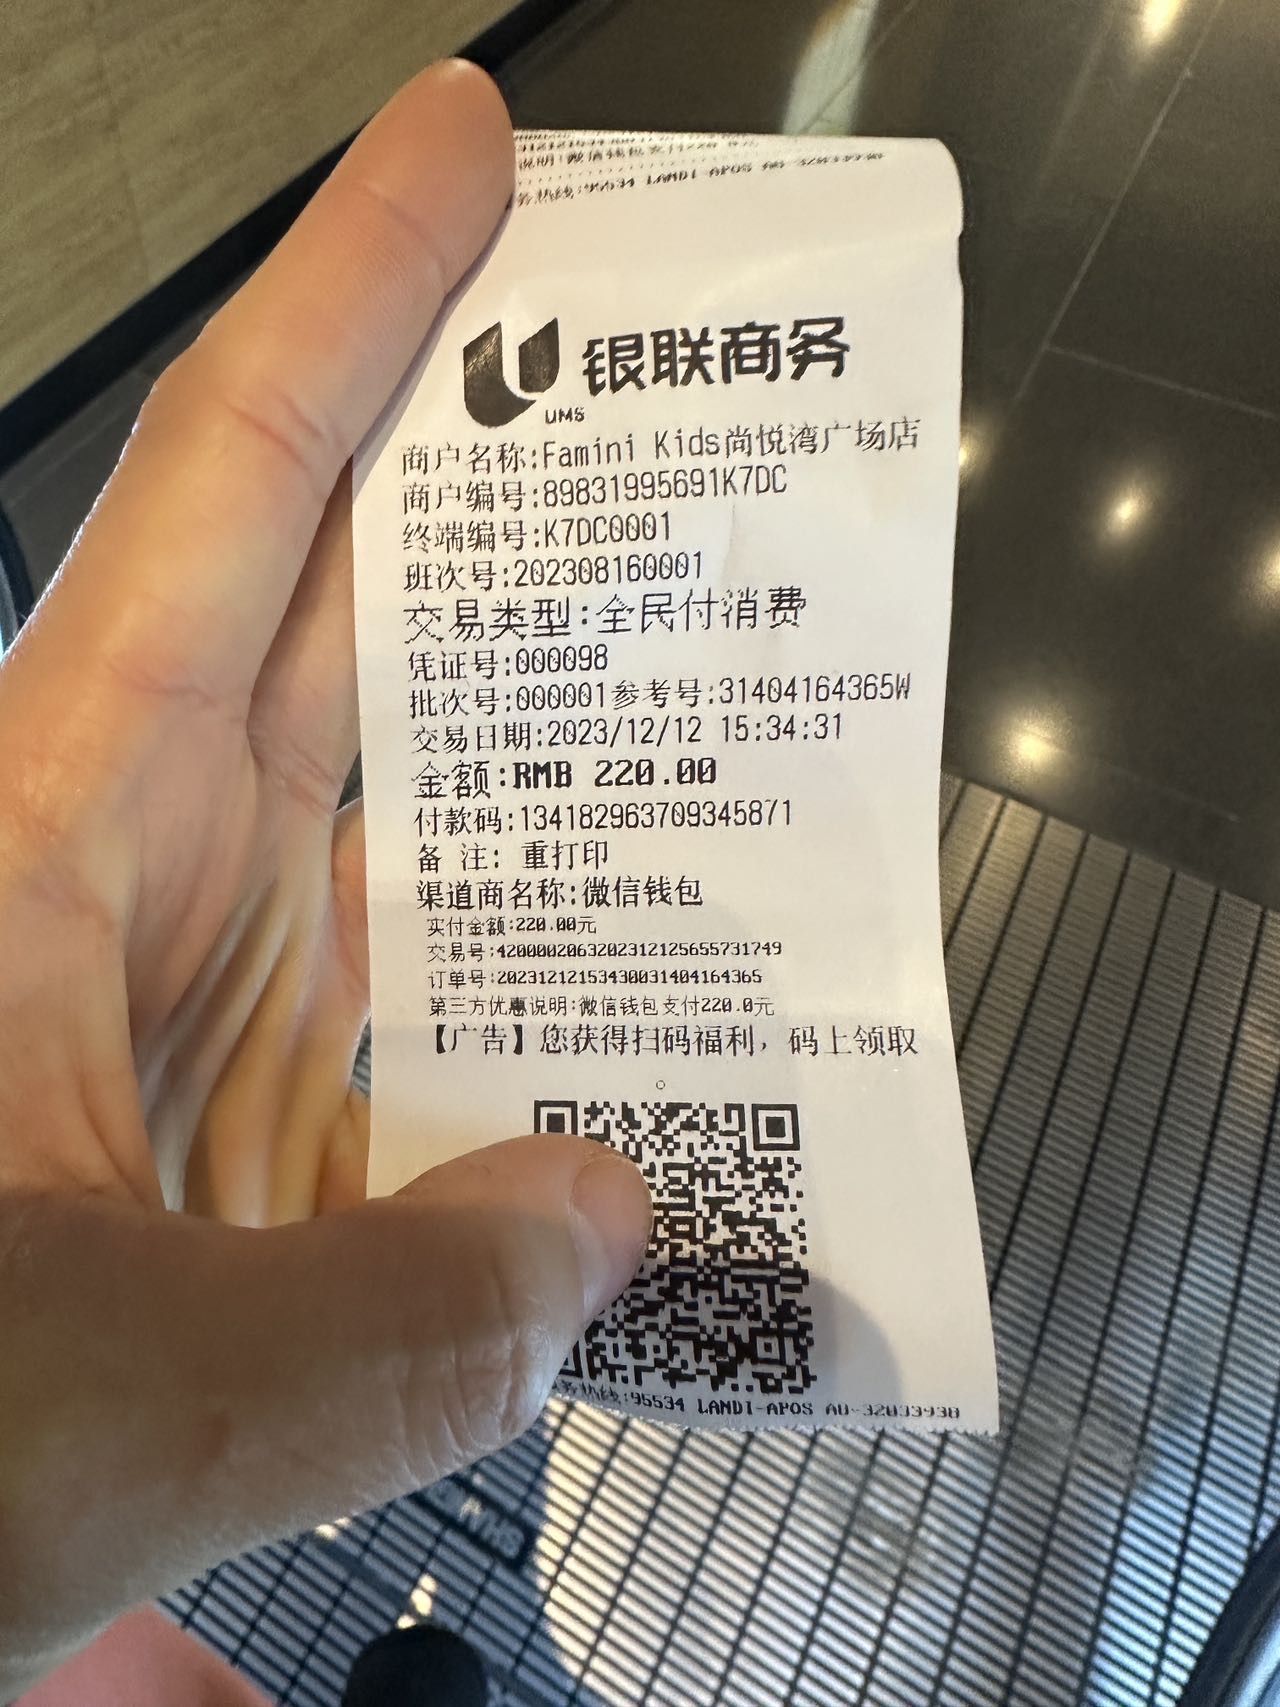 银联商务
UMS
商户名称:Famini Kids尚悦湾广场店
商户编号:89831995691K7DC
终端编号:K7DC0001
班次号:202308160001
交易类型:全民付消费
凭证号:000098
批次号:000001参考号:31404164365W
交易日期:2023/12/12 15:34:31
金额:RMB 220.00
付款码:134182963709345871
备 注: 重打印
渠道商名称:微信钱包
实付金额:220.00元
交易号:4200002063202312125655731749
订单号:20231212153430031404164365
第三方优惠说明:微信钱包支付220.0元
【广告】您获得扫码福利，码上领取
。
务热线:95534 LANDI-APOS